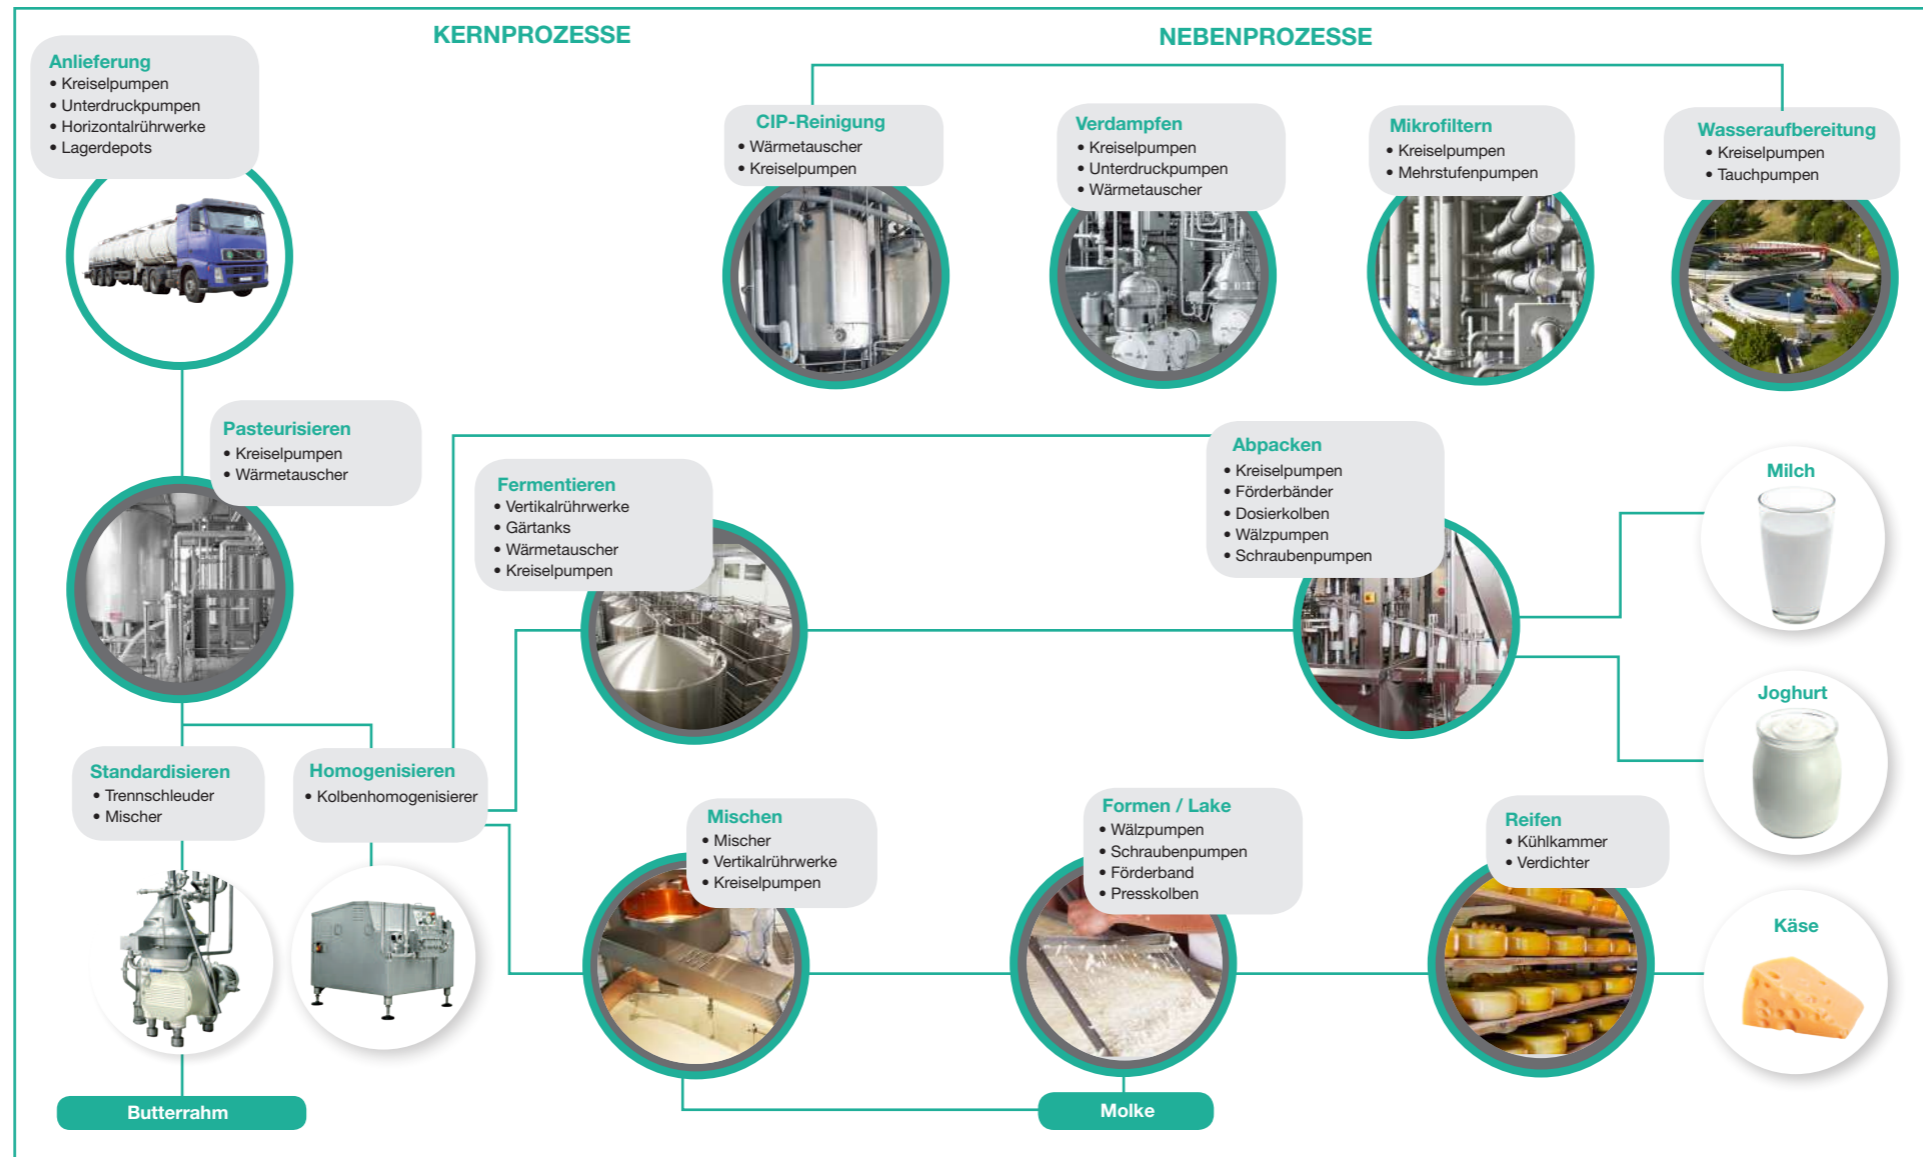 KERNPROZESSE
NEBENPROZESSE
Anlieferung
• Kreiselpumpen
• Unterdruckpumpen
• Horizontalrührwerke
• Lagerdepots
CIP-Reinigung
• Wärmetauscher
• Kreiselpumpen
Verdampfen
• Kreiselpumpen
• Unterdruckpumpen
• Wärmetauscher
Mikrofiltern
• Kreiselpumpen
• Mehrstufenpumpen
Wasseraufbereitung
• Kreiselpumpen
• Tauchpumpen
Pasteurisieren
• Kreiselpumpen
• Wärmetauscher
Fermentieren
• Vertikalrührwerke
• Gärtanks
• Wärmetauscher
• Kreiselpumpen
Abpacken
• Kreiselpumpen
• Förderbänder
• Dosierkolben
• Wälzpumpen
• Schraubenpumpen
Milch
Joghurt
Standardisieren
• Trennschleuder
• Mischer
Homogenisieren
• Kolbenhomogenisierer
Mischen
• Mischer
• Vertikalrührwerke
• Kreiselpumpen
Formen / Lake
• Wälzpumpen
• Schraubenpumpen
• Förderband
• Presskolben
Reifen
• Kühlkammer
• Verdichter
Käse
Butterrahm
Molke